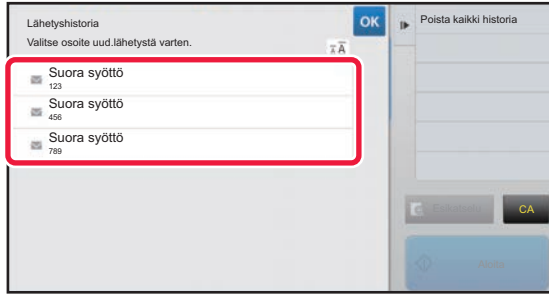 Lähetyshistoria
OK
Valitse osoite uud.lähetystä varten.
Suora syöttö
123
Suora syöttö
456
Suora syöttö
789
Poista kaikki historia
CA